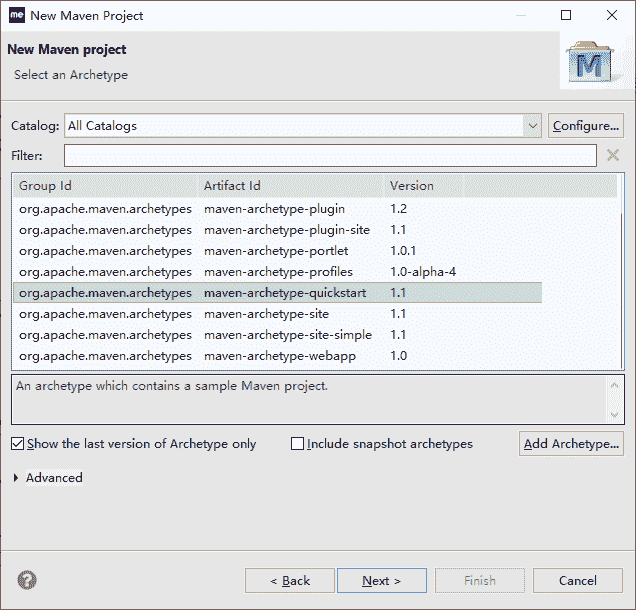 me New Maven Project
New Maven project
Select an Archetype
M
Catalog: All Catalogs Configure...
Filter:
Group Id Artifact Id Version
org.apache.maven.archetypes maven-archetype-plugin 1.2
org.apache.maven.archetypes maven-archetype-plugin-site 1.1
org.apache.maven.archetypes maven-archetype-portlet 1.0.1
org.apache.maven.archetypes maven-archetype-profiles 1.0-alpha-4
org.apache.maven.archetypes maven-archetype-quickstart 1.1
org.apache.maven.archetypes maven-archetype-site 1.1
org.apache.maven.archetypes maven-archetype-site-simple 1.1
org.apache.maven.archetypes maven-archetype-webapp 1.0
An archetype which contains a sample Maven project.
Show the last version of Archetype only Include snapshot archetypes Add Archetype...
Advanced
? < Back Next > Finish Cancel